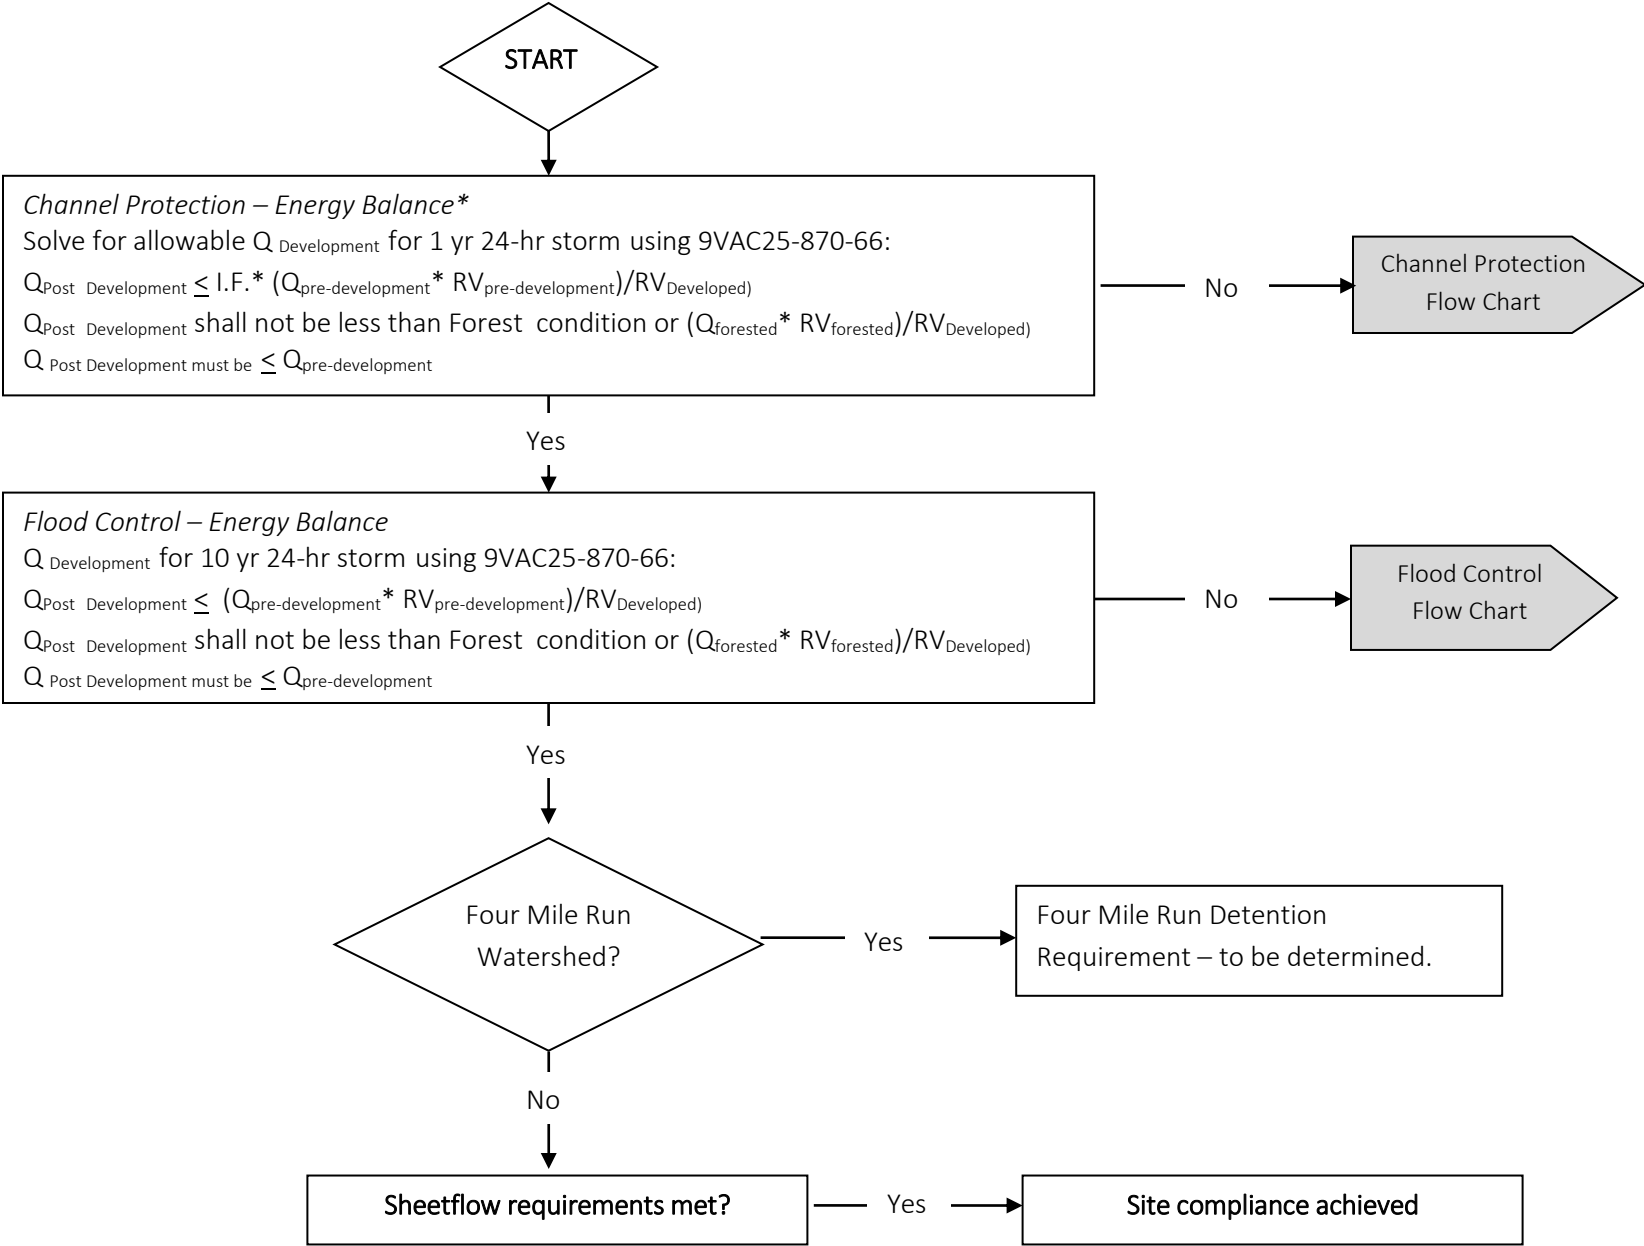 START
Channel Protection – Energy Balance*
Solve for allowable Q Development for 1 yr 24-hr storm using 9VAC25-870-66:
QPost Development ≤ I.F.* (Qpre-development* RVpre-development)/RVDeveloped)
QPost Development shall not be less than Forest condition or (Qforested* RVforested)/RVDeveloped)
Q Post Development must be ≤ Qpre-development
No
Channel Protection
Flow Chart
Yes
Flood Control – Energy Balance
Q Development for 10 yr 24-hr storm using 9VAC25-870-66:
QPost Development ≤ (Qpre-development* RVpre-development)/RVDeveloped)
QPost Development shall not be less than Forest condition or (Qforested* RVforested)/RVDeveloped)
Q Post Development must be ≤ Qpre-development
No
Flood Control
Flow Chart
Yes
Four Mile Run
Watershed?
Yes
Four Mile Run Detention
Requirement – to be determined.
No
Sheetflow requirements met?
Yes
Site compliance achieved